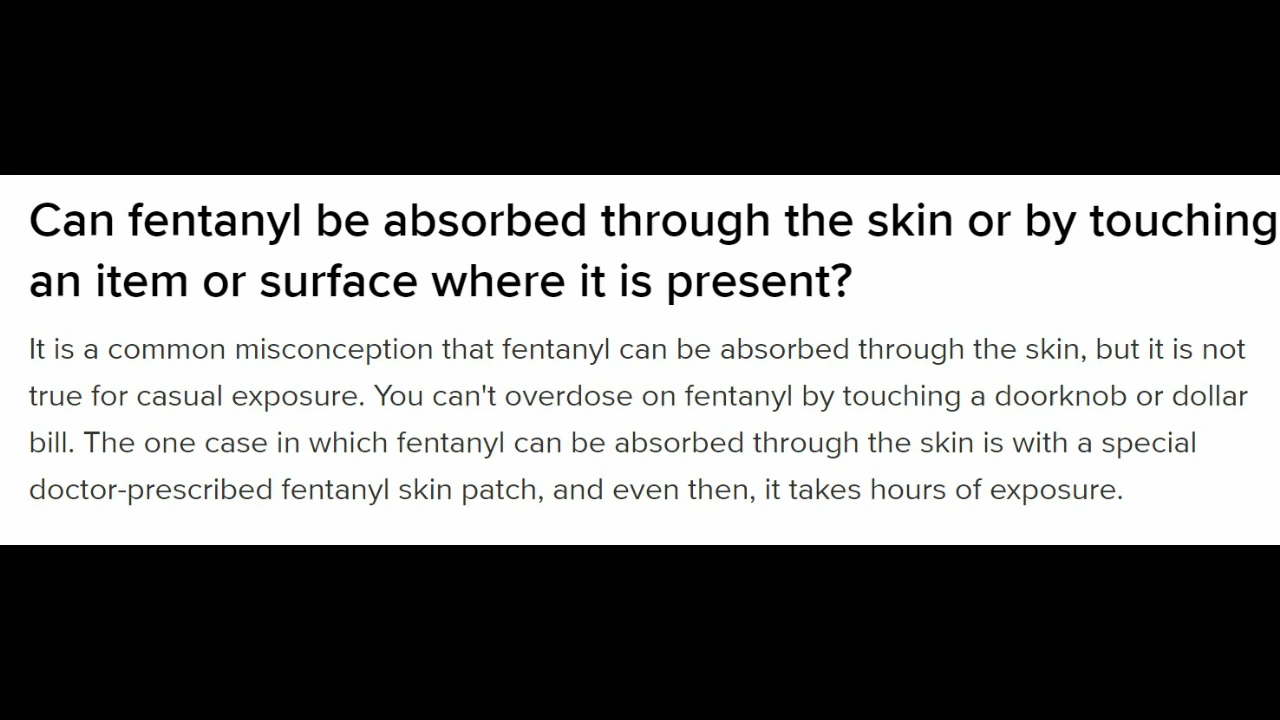 Can fentanyl be absorbed through the skin or by touching
an item or surface where it is present?
It is a common misconception that fentanyl can be absorbed through the skin, but it is not
true for casual exposure. You can't overdose on fentanyl by touching a doorknob or dollar
bill. The one case in which fentanyl can be absorbed through the skin is with a special
doctor-prescribed fentanyl skin patch, and even then, it takes hours of exposure.